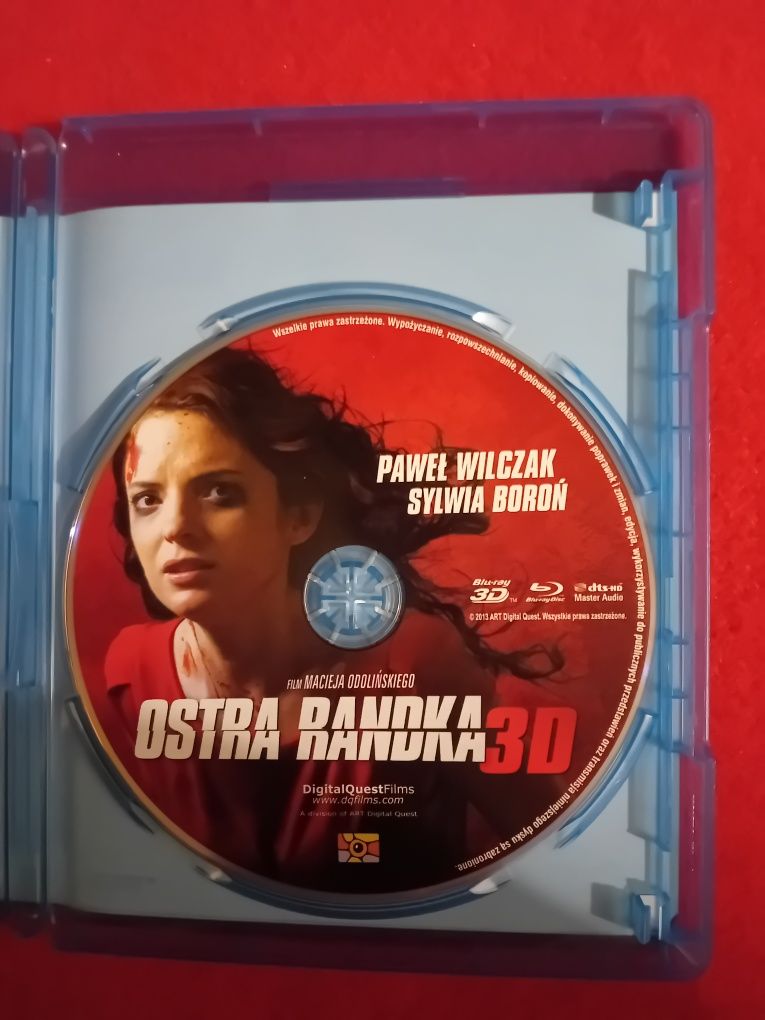 Wszelkie prawa zastrzeżone. Wypożyczanie, rozpowszechnianie, kopiowanie, dokonywanie poprawek i zmian, edycja, wykorzystywanie do publicznych przedstawień oraz transmisja niniejszego dysku są zabronione.
PAWEŁ WILCZAK
SYLWIA BOROŃ
Blu-ray 3D™ Blu-ray Disc dts-HD Master Audio
© 2013 ART Digital Quest. Wszystkie prawa zastrzeżone.
FILM MACIEJA ODOLIŃSKIEGO
OSTRA RANDKA 3D
DigitalQuestFilms
www.dqfilms.com
A division of ART Digital Quest